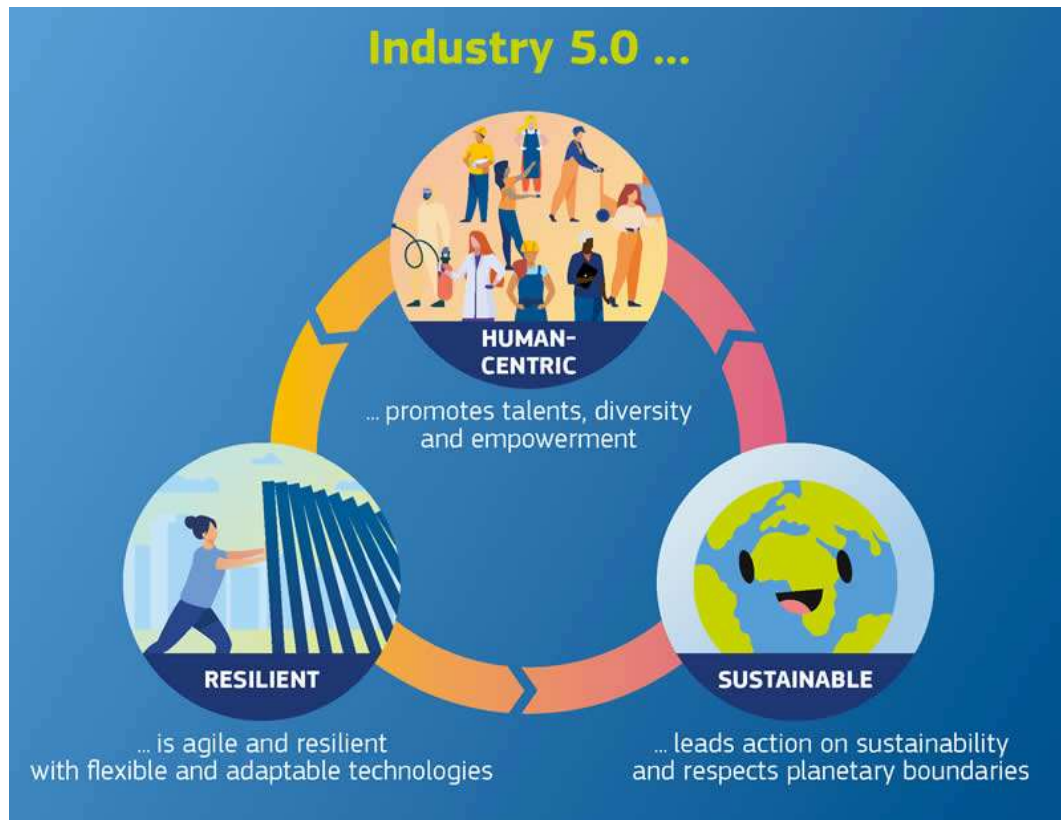 Industry 5.0 ...
HUMAN-
CENTRIC
... promotes talents, diversity
and empowerment
RESILIENT
... is agile and resilient
with flexible and adaptable technologies
SUSTAINABLE
... leads action on sustainability
and respects planetary boundaries